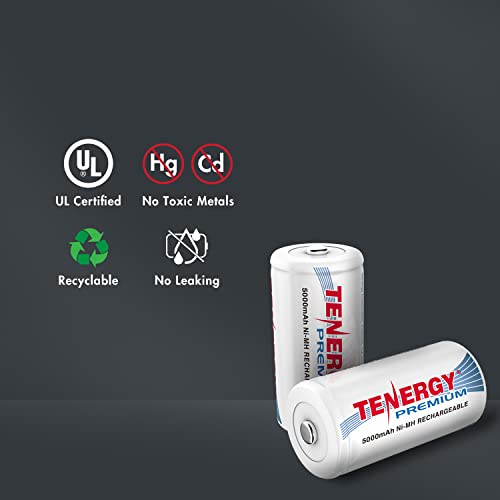 UL
Hg Cd
UL Certified No Toxic Metals
Recyclable No Leaking
TENERGY
PREMIUM
5000mAh Ni-MH RECHAR
TENERGY
PREMIUM
5000mAh Ni-MH RECHARGEABLE